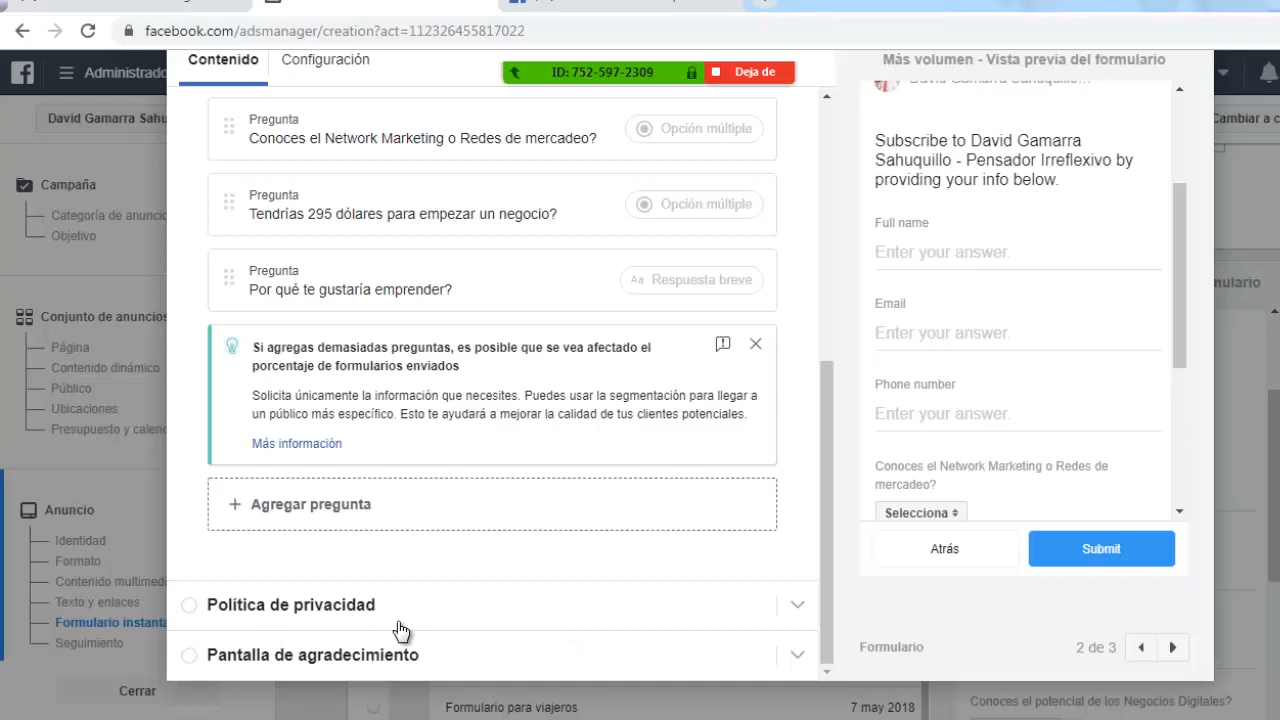 facebook.com/adsmanager/creation?act=112326455817022
Contenido
Configuración
ID: 752-597-2309
Deja de
Más volumen - Vista previa del formulario
Administrado
David Gamarra Sahu
Cambiar a c
Campaña
Categoría de anuncio
Objetivo
Conjunto de anuncios
Página
Contenido dinámico
Público
Ubicaciones
Presupuesto y calen
Anuncio
Identidad
Formato
Contenido multimed
Texto y enlaces
Formulario instanta
Seguimiento
Cerrar
Pregunta
Conoces el Network Marketing o Redes de mercadeo?
Opción múltiple
Pregunta
Tendrías 295 dólares para empezar un negocio?
Opción múltiple
Pregunta
Por qué te gustaría emprender?
Aa Respuesta breve
Si agregas demasiadas preguntas, es posible que se vea afectado el
porcentaje de formularios enviados
Solicita únicamente la información que necesites. Puedes usar la segmentación para llegar a
un público más específico. Esto te ayudará a mejorar la calidad de tus clientes potenciales.
Más información
+ Agregar pregunta
Política de privacidad
Pantalla de agradecimiento
David Gamarra Sahuquillo...
Subscribe to David Gamarra
Sahuquillo - Pensador Irreflexivo by
providing your info below.
Full name
Enter your answer.
Email
Enter your answer.
Phone number
Enter your answer.
Conoces el Network Marketing o Redes de
mercadeo?
Selecciona
Atrás
Submit
Formulario
2 de 3
mulario
Formulario para viajeros
7 may 2018
Conoces el potencial de los Negocios Digitales?